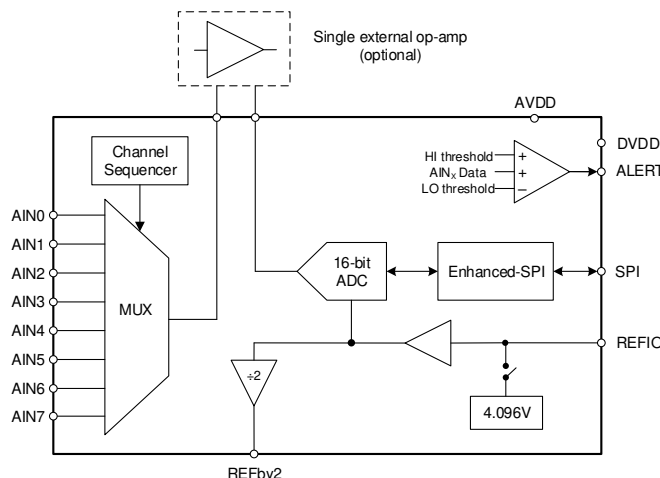 Single external op-amp
(optional)
AVDD
DVDD
Channel
Sequencer
HI threshold
AINx Data
LO threshold
+
+
−
ALERT
AIN0
AIN1
AIN2
AIN3
AIN4
AIN5
AIN6
AIN7
MUX
16-bit
ADC
Enhanced-SPI
SPI
REFIO
÷2
4.096V
REFby2